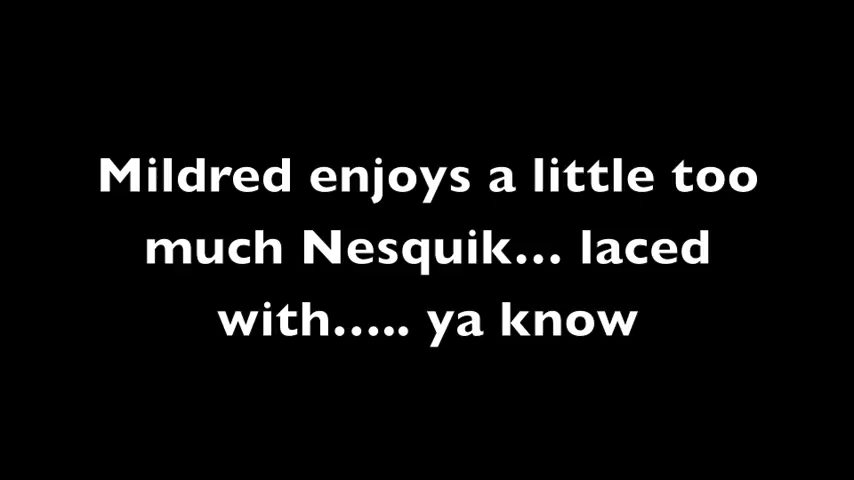 Mildred enjoys a little too
much Nesquik... laced
with..... ya know